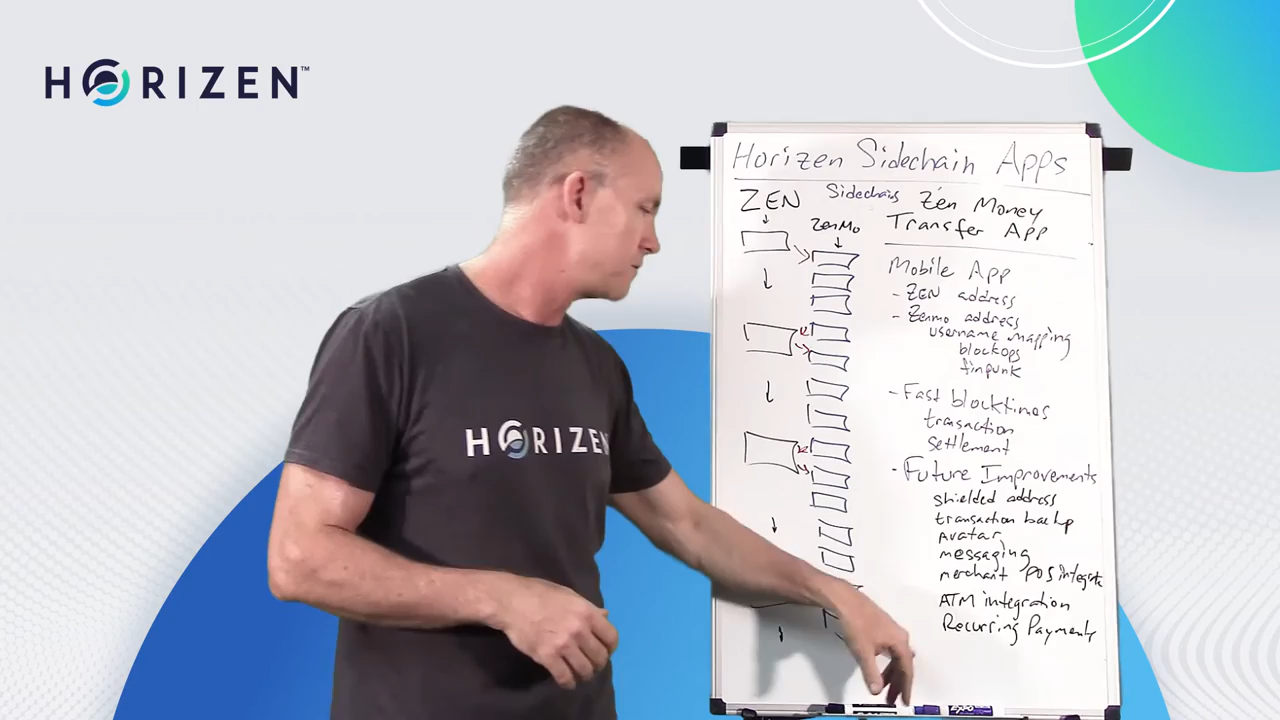 HORIZEN™
HORIZEN
Horizen Sidechain Apps
ZEN
Sidechains
ZenMo
Zen Money
Transfer App
Mobile App
- ZEN address
- Zenmo address
username mapping
blockops
finpunk
- Fast blocktimes
transaction
settlement
- Future Improvements
shielded address
transaction backup
Avatar
messaging
merchant POS integrate
ATM integration
Recurring Payments
EXPO